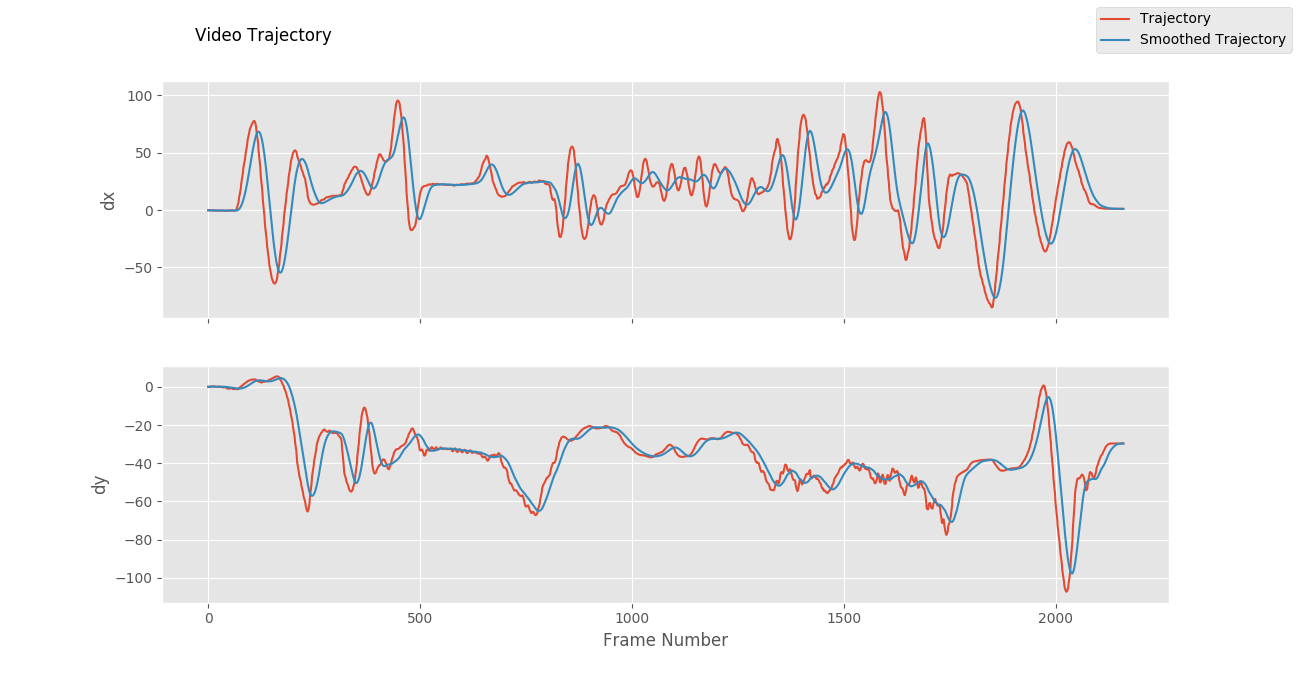 Video Trajectory
Trajectory
Smoothed Trajectory
100
50
0
−50
dx
0
−20
−40
−60
−80
−100
dy
0 500 1000 1500 2000
Frame Number